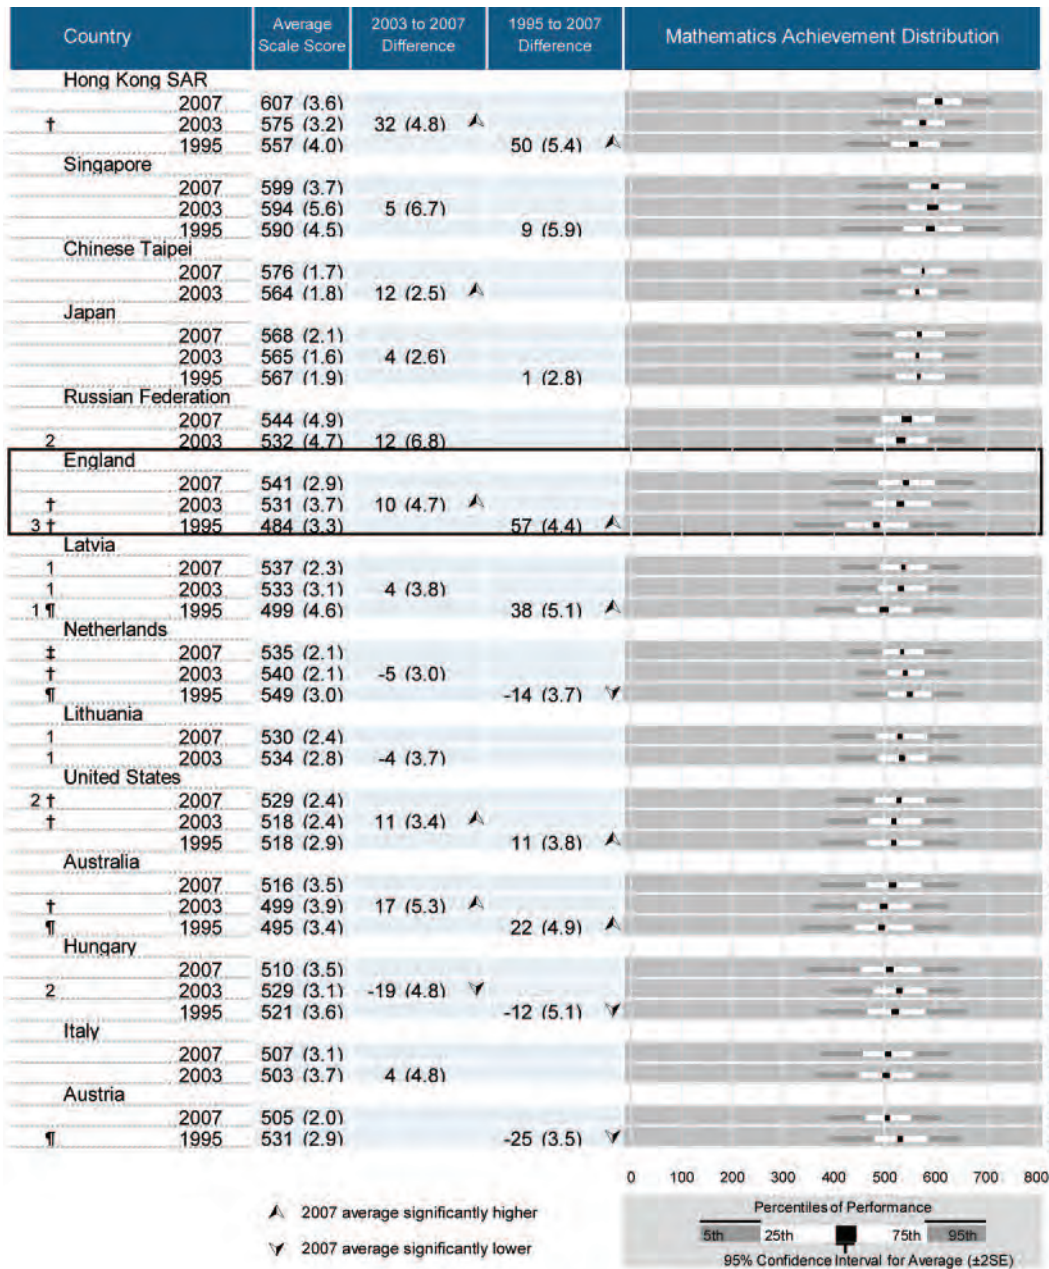 Country Average Scale Score 2003 to 2007 Difference 1995 to 2007 Difference Mathematics Achievement Distribution
Hong Kong SAR
2007 607 (3.6)
† 2003 575 (3.2) 32 (4.8)
1995 557 (4.0) 50 (5.4)
Singapore
2007 599 (3.7)
2003 594 (5.6) 5 (6.7)
1995 590 (4.5) 9 (5.9)
Chinese Taipei
2007 576 (1.7)
2003 564 (1.8) 12 (2.5)
Japan
2007 568 (2.1)
2003 565 (1.6) 4 (2.6)
1995 567 (1.9) 1 (2.8)
Russian Federation
2007 544 (4.9)
2 2003 532 (4.7) 12 (6.8)
England
2007 541 (2.9)
† 2003 531 (3.7) 10 (4.7)
3 † 1995 484 (3.3) 57 (4.4)
Latvia
1 2007 537 (2.3)
1 2003 533 (3.1) 4 (3.8)
1 ¶ 1995 499 (4.6) 38 (5.1)
Netherlands
‡ 2007 535 (2.1)
† 2003 540 (2.1) -5 (3.0)
¶ 1995 549 (3.0) -14 (3.7)
Lithuania
1 2007 530 (2.4)
1 2003 534 (2.8) -4 (3.7)
United States
2 † 2007 529 (2.4)
† 2003 518 (2.4) 11 (3.4)
1995 518 (2.9) 11 (3.8)
Australia
2007 516 (3.5)
† 2003 499 (3.9) 17 (5.3)
¶ 1995 495 (3.4) 22 (4.9)
Hungary
2007 510 (3.5)
2 2003 529 (3.1) -19 (4.8)
1995 521 (3.6) -12 (5.1)
Italy
2007 507 (3.1)
2003 503 (3.7) 4 (4.8)
Austria
2007 505 (2.0)
¶ 1995 531 (2.9) -25 (3.5)
0 100 200 300 400 500 600 700 800
2007 average significantly higher
2007 average significantly lower
Percentiles of Performance
5th 25th 75th 95th
95% Confidence Interval for Average (±2SE)